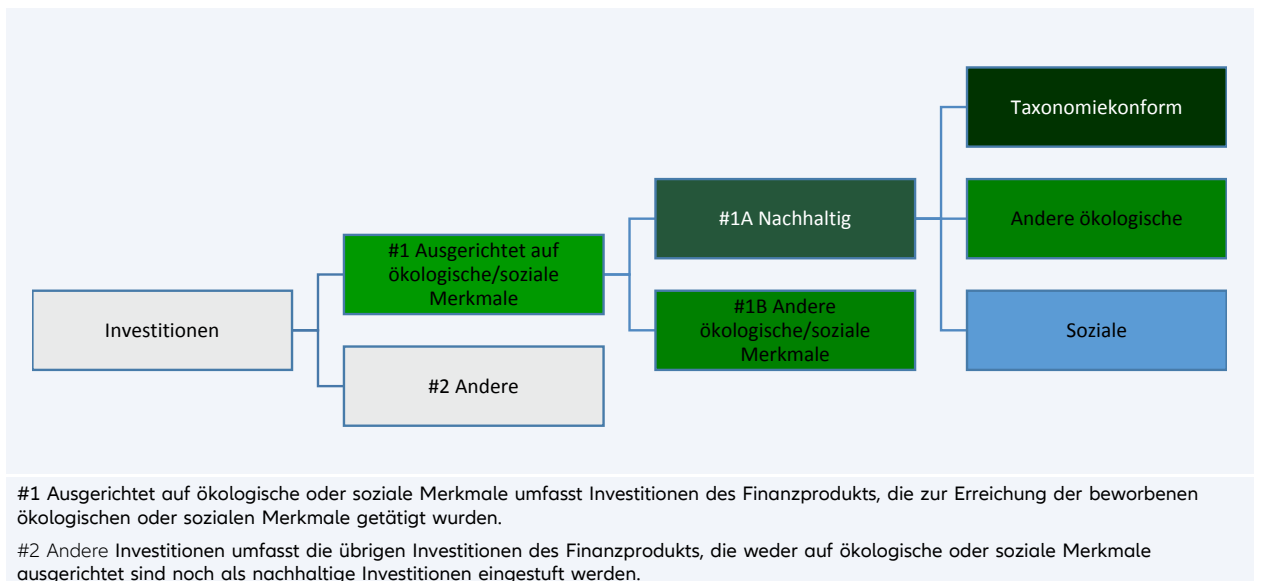 Taxonomiekonform
#1A Nachhaltig
Andere ökologische
#1 Ausgerichtet auf
ökologische/soziale
Merkmale
#1B Andere
ökologische/soziale
Merkmale
Investitionen
Soziale
#2 Andere
#1 Ausgerichtet auf ökologische oder soziale Merkmale umfasst Investitionen des Finanzprodukts, die zur Erreichung der beworbenen
ökologischen oder sozialen Merkmale getätigt wurden.
#2 Andere Investitionen umfasst die übrigen Investitionen des Finanzprodukts, die weder auf ökologische oder soziale Merkmale
ausgerichtet sind noch als nachhaltige Investitionen eingestuft werden.